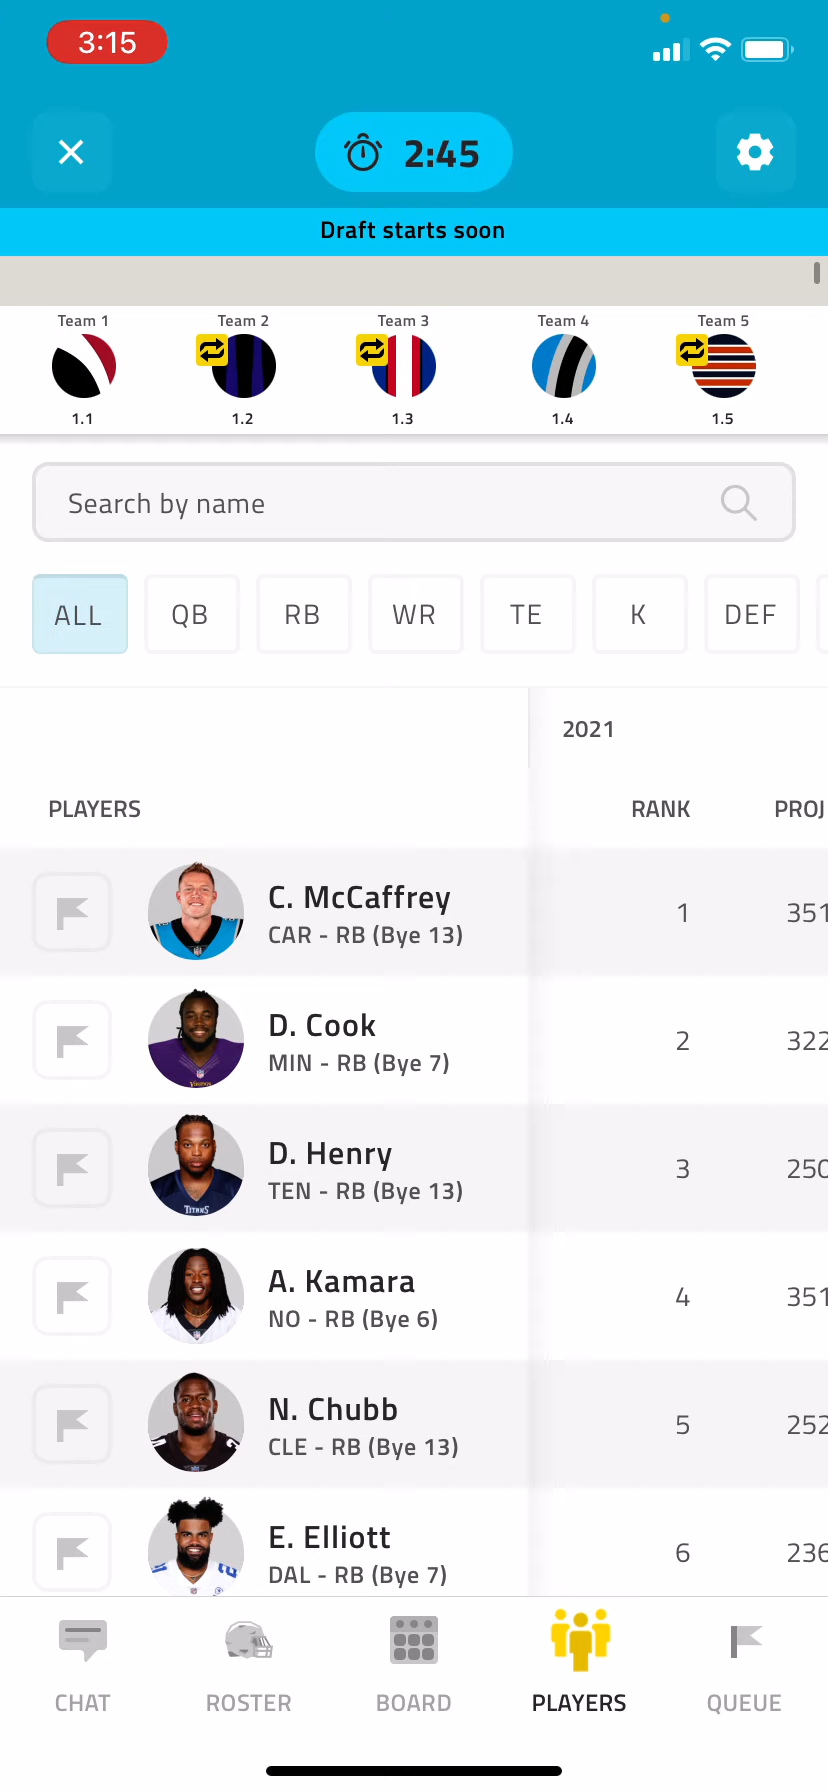 3:15
2:45
Draft starts soon
Team 1 Team 2 Team 3 Team 4 Team 5
1.1 1.2 1.3 1.4 1.5
Search by name
ALL QB RB WR TE K DEF
2021
PLAYERS RANK PROJ
C. McCaffrey
CAR - RB (Bye 13)
1 351
D. Cook
MIN - RB (Bye 7)
2 322
D. Henry
TEN - RB (Bye 13)
3 250
A. Kamara
NO - RB (Bye 6)
4 351
N. Chubb
CLE - RB (Bye 13)
5 252
E. Elliott
DAL - RB (Bye 7)
6 236
CHAT ROSTER BOARD PLAYERS QUEUE